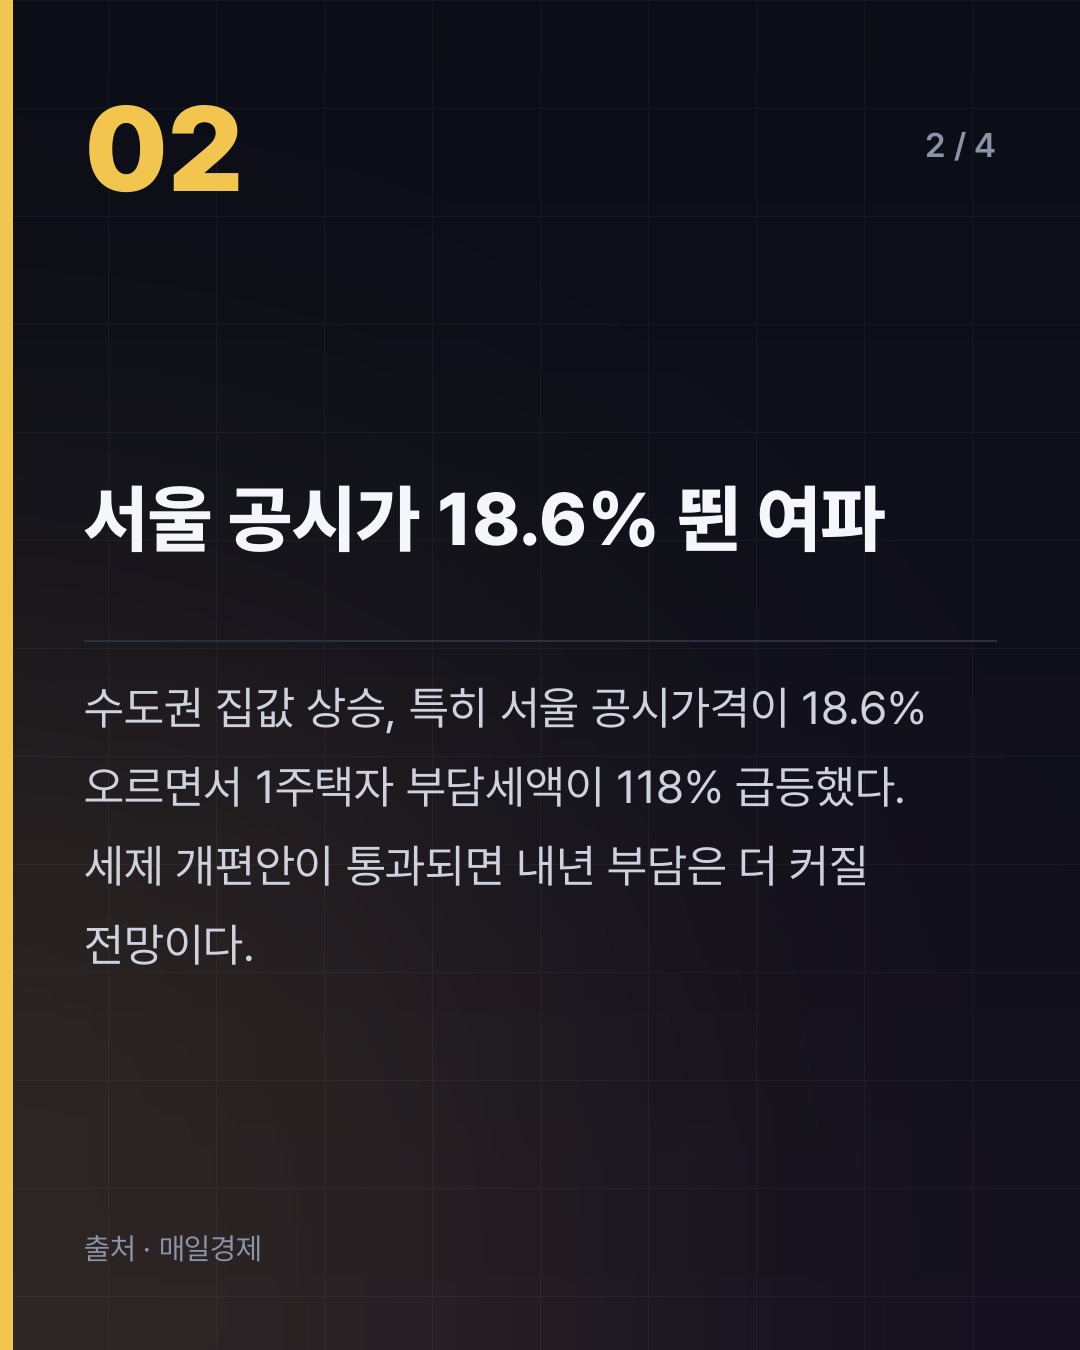 02
2 / 4
서울 공시가 18.6% 뛴 여파
수도권 집값 상승, 특히 서울 공시가격이 18.6%
오르면서 1주택자 부담세액이 118% 급등했다.
세제 개편안이 통과되면 내년 부담은 더 커질
전망이다.
출처 · 매일경제